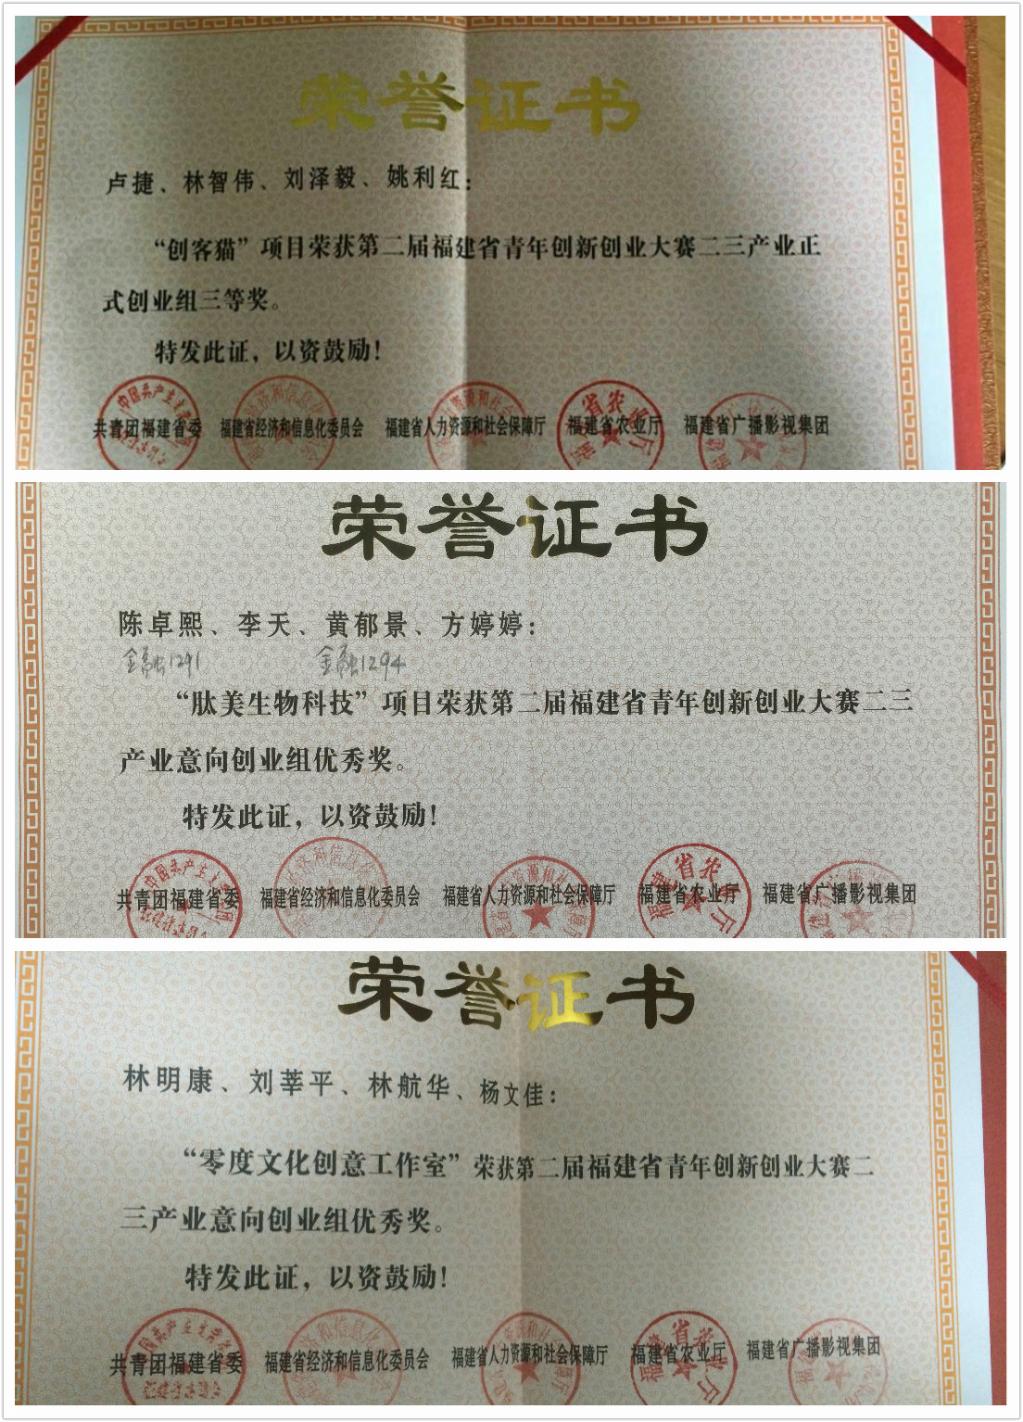 荣誉证书
卢捷、林智伟、刘泽毅、姚利红：
“创客猫”项目荣获第二届福建省青年创新创业大赛二三产业正
式创业组三等奖。
特发此证，以资鼓励！
共青团福建省委 福建省经济和信息化委员会 福建省人力资源和社会保障厅 福建省农业厅 福建省广播影视集团
荣誉证书
陈卓熙、李天、黄郁景、方婷婷：
金融1291 金融1294
“肽美生物科技”项目荣获第二届福建省青年创新创业大赛二三
产业意向创业组优秀奖。
特发此证，以资鼓励！
共青团福建省委 福建省经济和信息化委员会 福建省人力资源和社会保障厅 福建省农业厅 福建省广播影视集团
荣誉证书
林明康、刘莘平、林航华、杨文佳：
“零度文化创意工作室”荣获第二届福建省青年创新创业大赛二
三产业意向创业组优秀奖。
特发此证，以资鼓励！
共青团福建省委 福建省经济和信息化委员会 福建省人力资源和社会保障厅 福建省农业厅 福建省广播影视集团